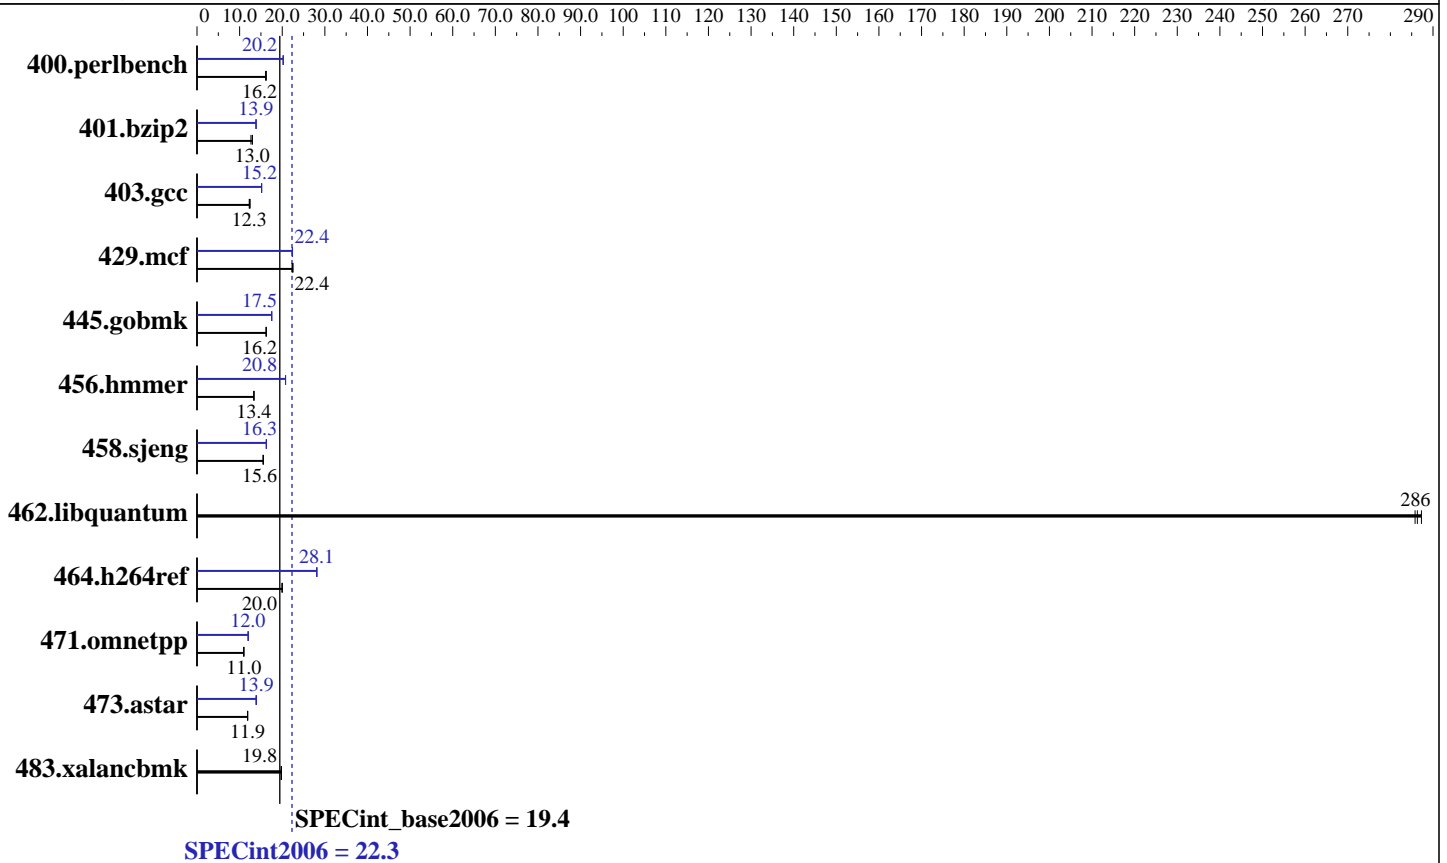 0 10.0 20.0 30.0 40.0 50.0 60.0 70.0 80.0 90.0 100 110 120 130 140 150 160 170 180 190 200 210 220 230 240 250 260 270 290
20.2
400.perlbench
16.2
13.9
401.bzip2
13.0
15.2
403.gcc
12.3
22.4
429.mcf
22.4
17.5
445.gobmk
16.2
20.8
456.hmmer
13.4
16.3
458.sjeng
15.6
286
462.libquantum
28.1
464.h264ref
20.0
12.0
471.omnetpp
11.0
13.9
473.astar
11.9
19.8
483.xalancbmk
SPECint_base2006 = 19.4
SPECint2006 = 22.3